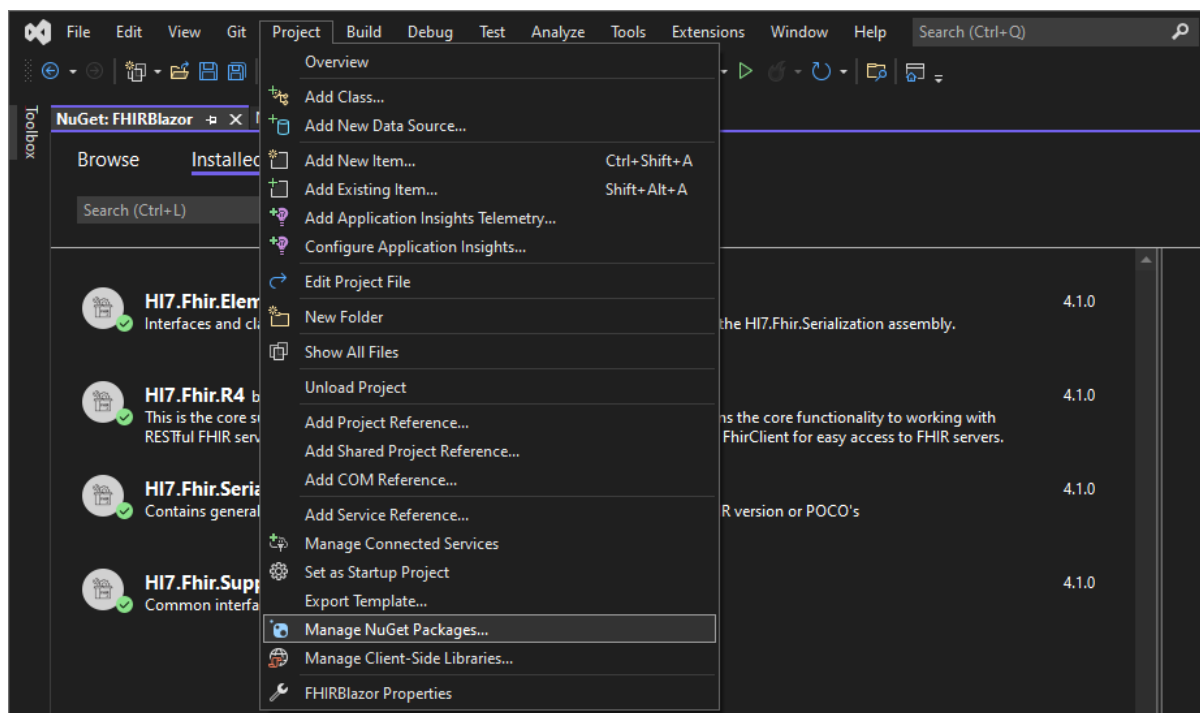 File Edit View Git Project Build Debug Test Analyze Tools Extensions Window Help Search (Ctrl+Q)
Toolbox
NuGet: FHIRBlazor
Browse Installed
Search (Ctrl+L)
Overview
Add Class...
Add New Data Source...
Add New Item... Ctrl+Shift+A
Add Existing Item... Shift+Alt+A
Add Application Insights Telemetry...
Configure Application Insights...
Edit Project File
New Folder
Show All Files
Unload Project
Add Project Reference...
Add Shared Project Reference...
Add COM Reference...
Add Service Reference...
Manage Connected Services
Set as Startup Project
Export Template...
Manage NuGet Packages...
Manage Client-Side Libraries...
FHIRBlazor Properties
Hl7.Fhir.Elem 4.1.0
Interfaces and cl the Hl7.Fhir.Serialization assembly.
Hl7.Fhir.R4 b 4.1.0
This is the core su ns the core functionality to working with
RESTful FHIR serv FhirClient for easy access to FHIR servers.
Hl7.Fhir.Seria 4.1.0
Contains general R version or POCO's
Hl7.Fhir.Supp 4.1.0
Common interfa